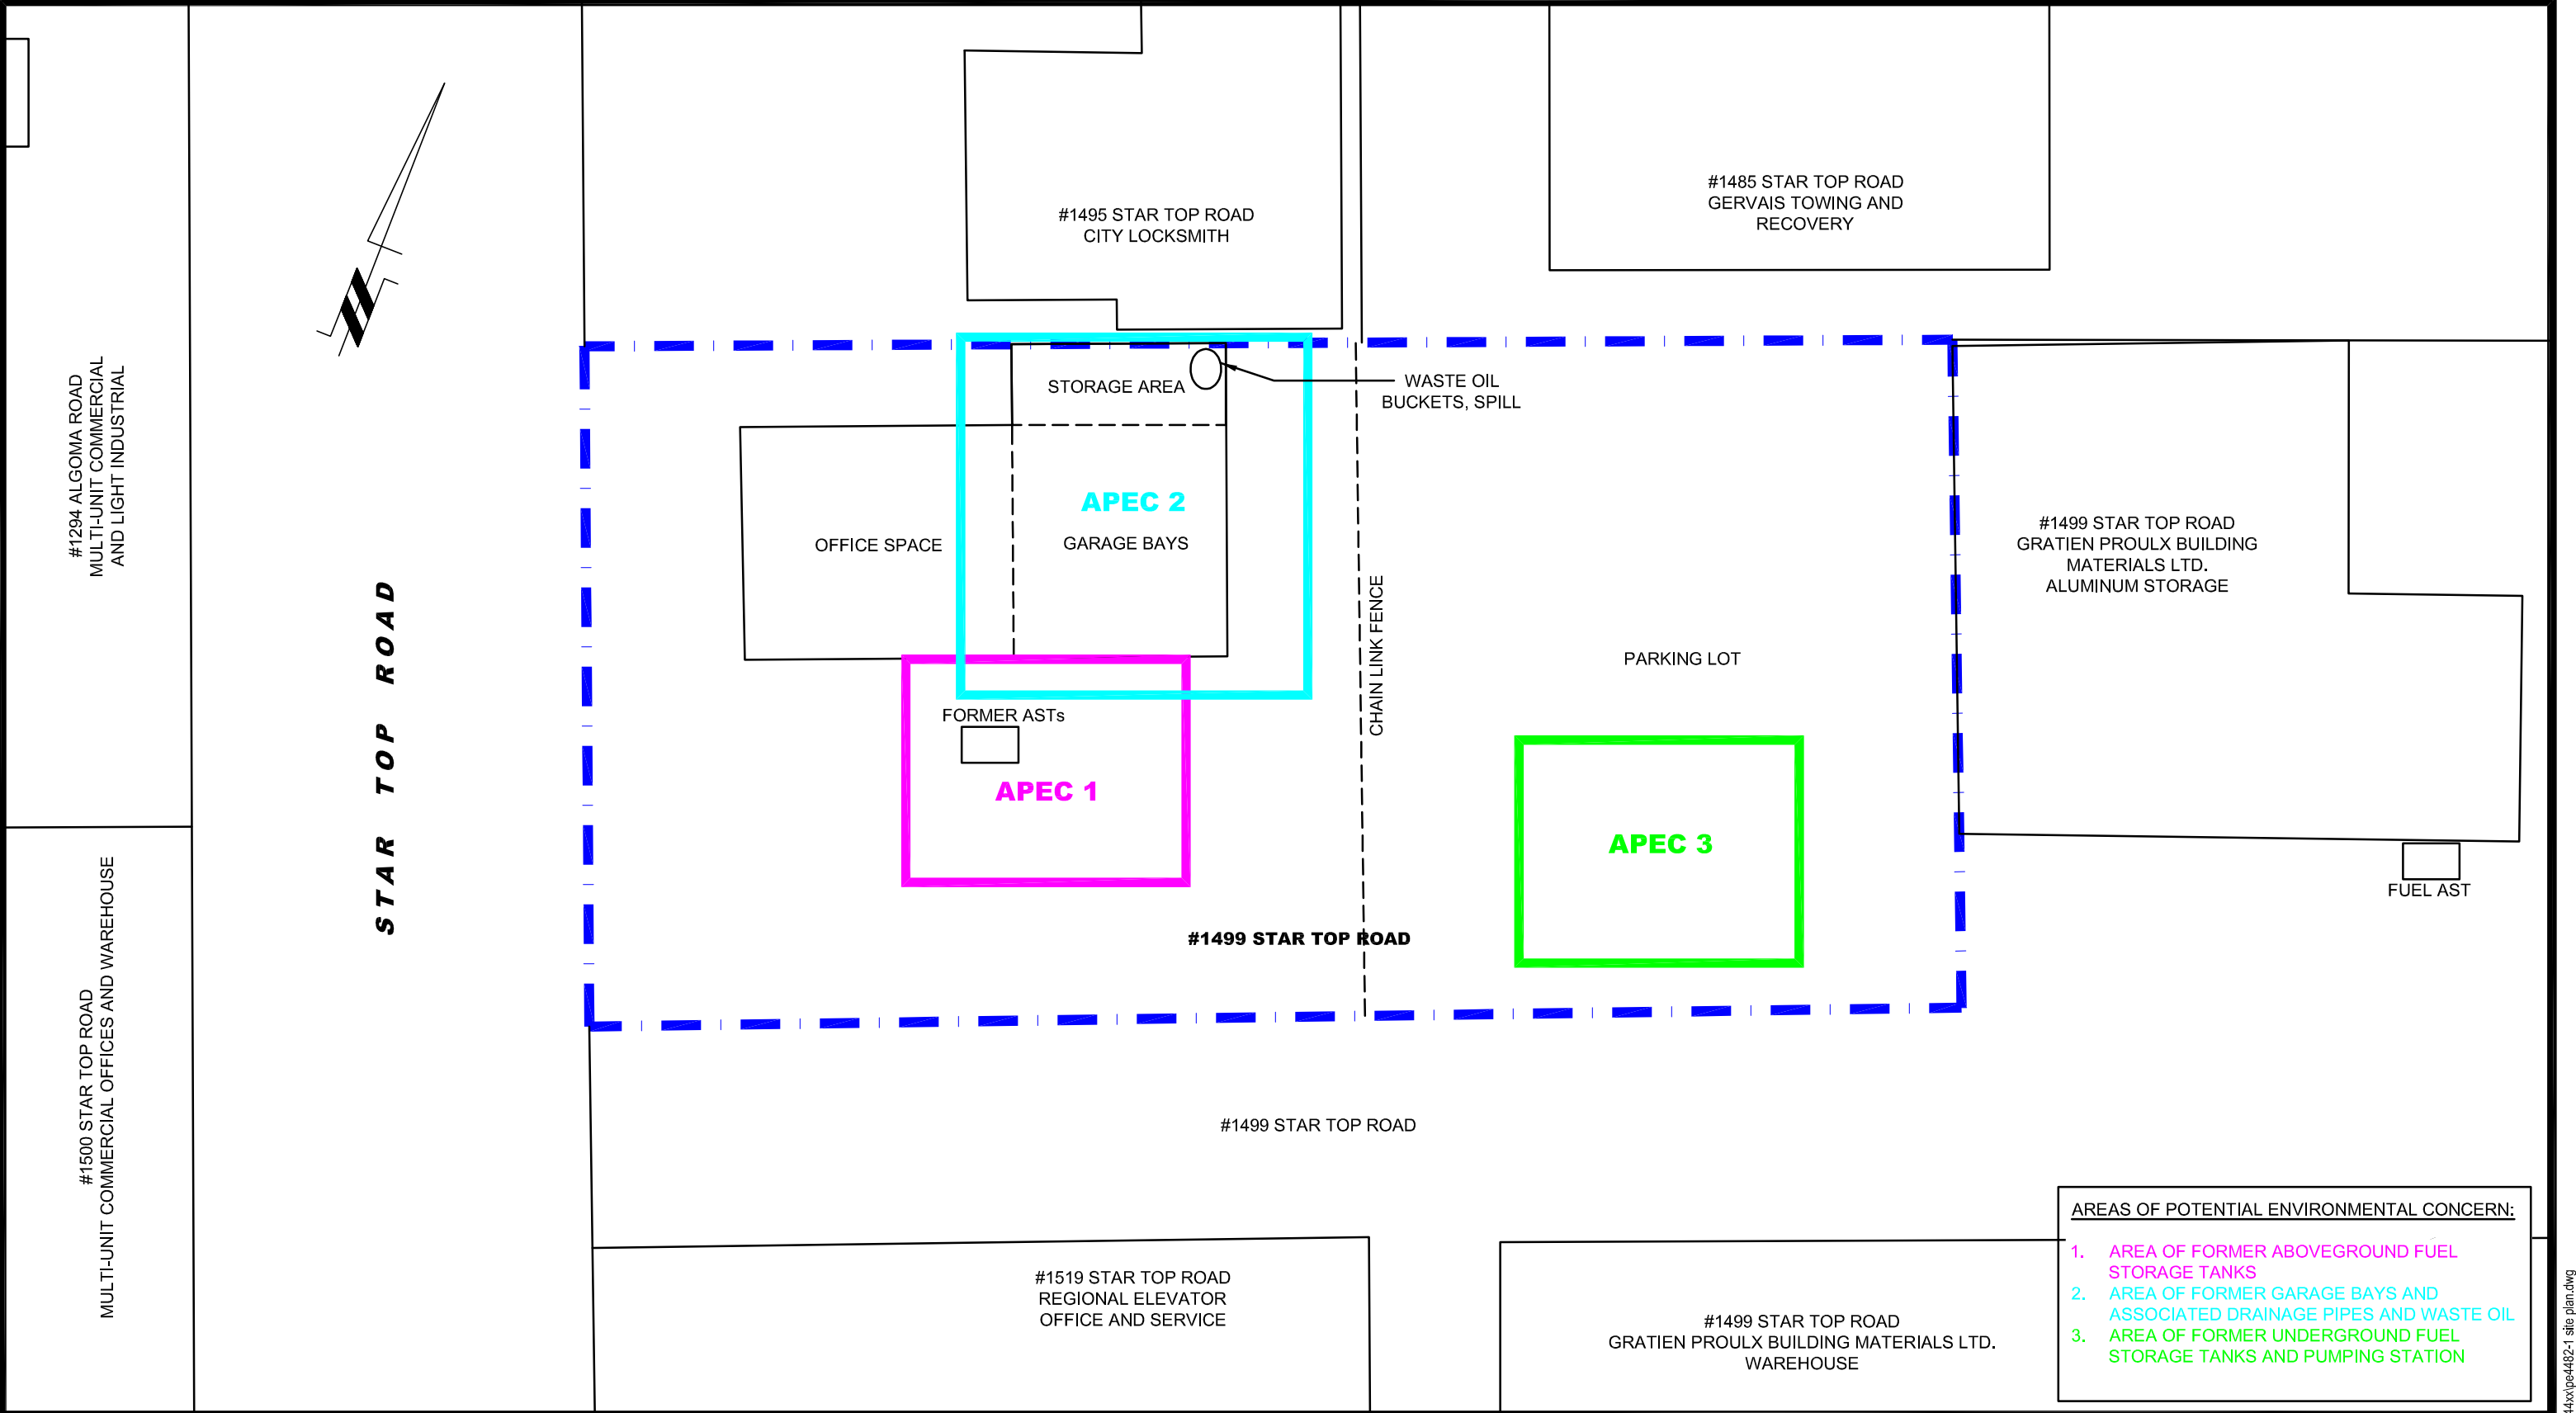 #1294 ALGOMA ROAD
MULTI-UNIT COMMERCIAL
AND LIGHT INDUSTRIAL
#1500 STAR TOP ROAD
MULTI-UNIT COMMERCIAL OFFICES AND WAREHOUSE
STAR TOP ROAD
#1495 STAR TOP ROAD
CITY LOCKSMITH
#1485 STAR TOP ROAD
GERVAIS TOWING AND
RECOVERY
STORAGE AREA
WASTE OIL
BUCKETS, SPILL
APEC 2
OFFICE SPACE
GARAGE BAYS
CHAIN LINK FENCE
PARKING LOT
#1499 STAR TOP ROAD
GRATIEN PROULX BUILDING
MATERIALS LTD.
ALUMINUM STORAGE
FORMER ASTs
APEC 1
APEC 3
FUEL AST
#1499 STAR TOP ROAD
#1499 STAR TOP ROAD
#1519 STAR TOP ROAD
REGIONAL ELEVATOR
OFFICE AND SERVICE
#1499 STAR TOP ROAD
GRATIEN PROULX BUILDING MATERIALS LTD.
WAREHOUSE
AREAS OF POTENTIAL ENVIRONMENTAL CONCERN:
1. AREA OF FORMER ABOVEGROUND FUEL
STORAGE TANKS
2. AREA OF FORMER GARAGE BAYS AND
ASSOCIATED DRAINAGE PIPES AND WASTE OIL
3. AREA OF FORMER UNDERGROUND FUEL
STORAGE TANKS AND PUMPING STATION
44xx\pe4482-1 site plan.dwg